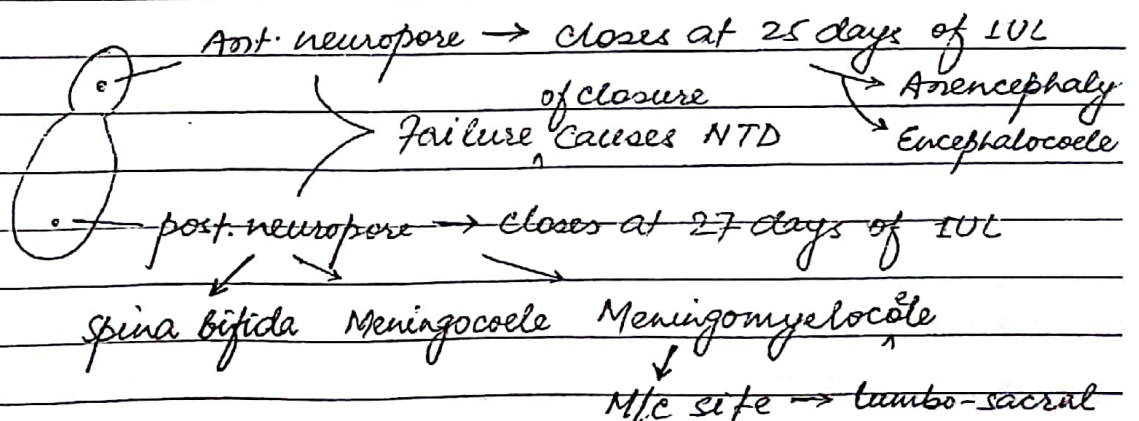 Ant. neuropore → closes at 25 days of IUL
→ Anencephaly
of closure
Failure ^ causes NTD
→ Encephalocoele
post. neuropore → closes at 27 days of IUL
spina bifida Meningocoele Meningomyelocoele
M/c site → lumbo-sacral